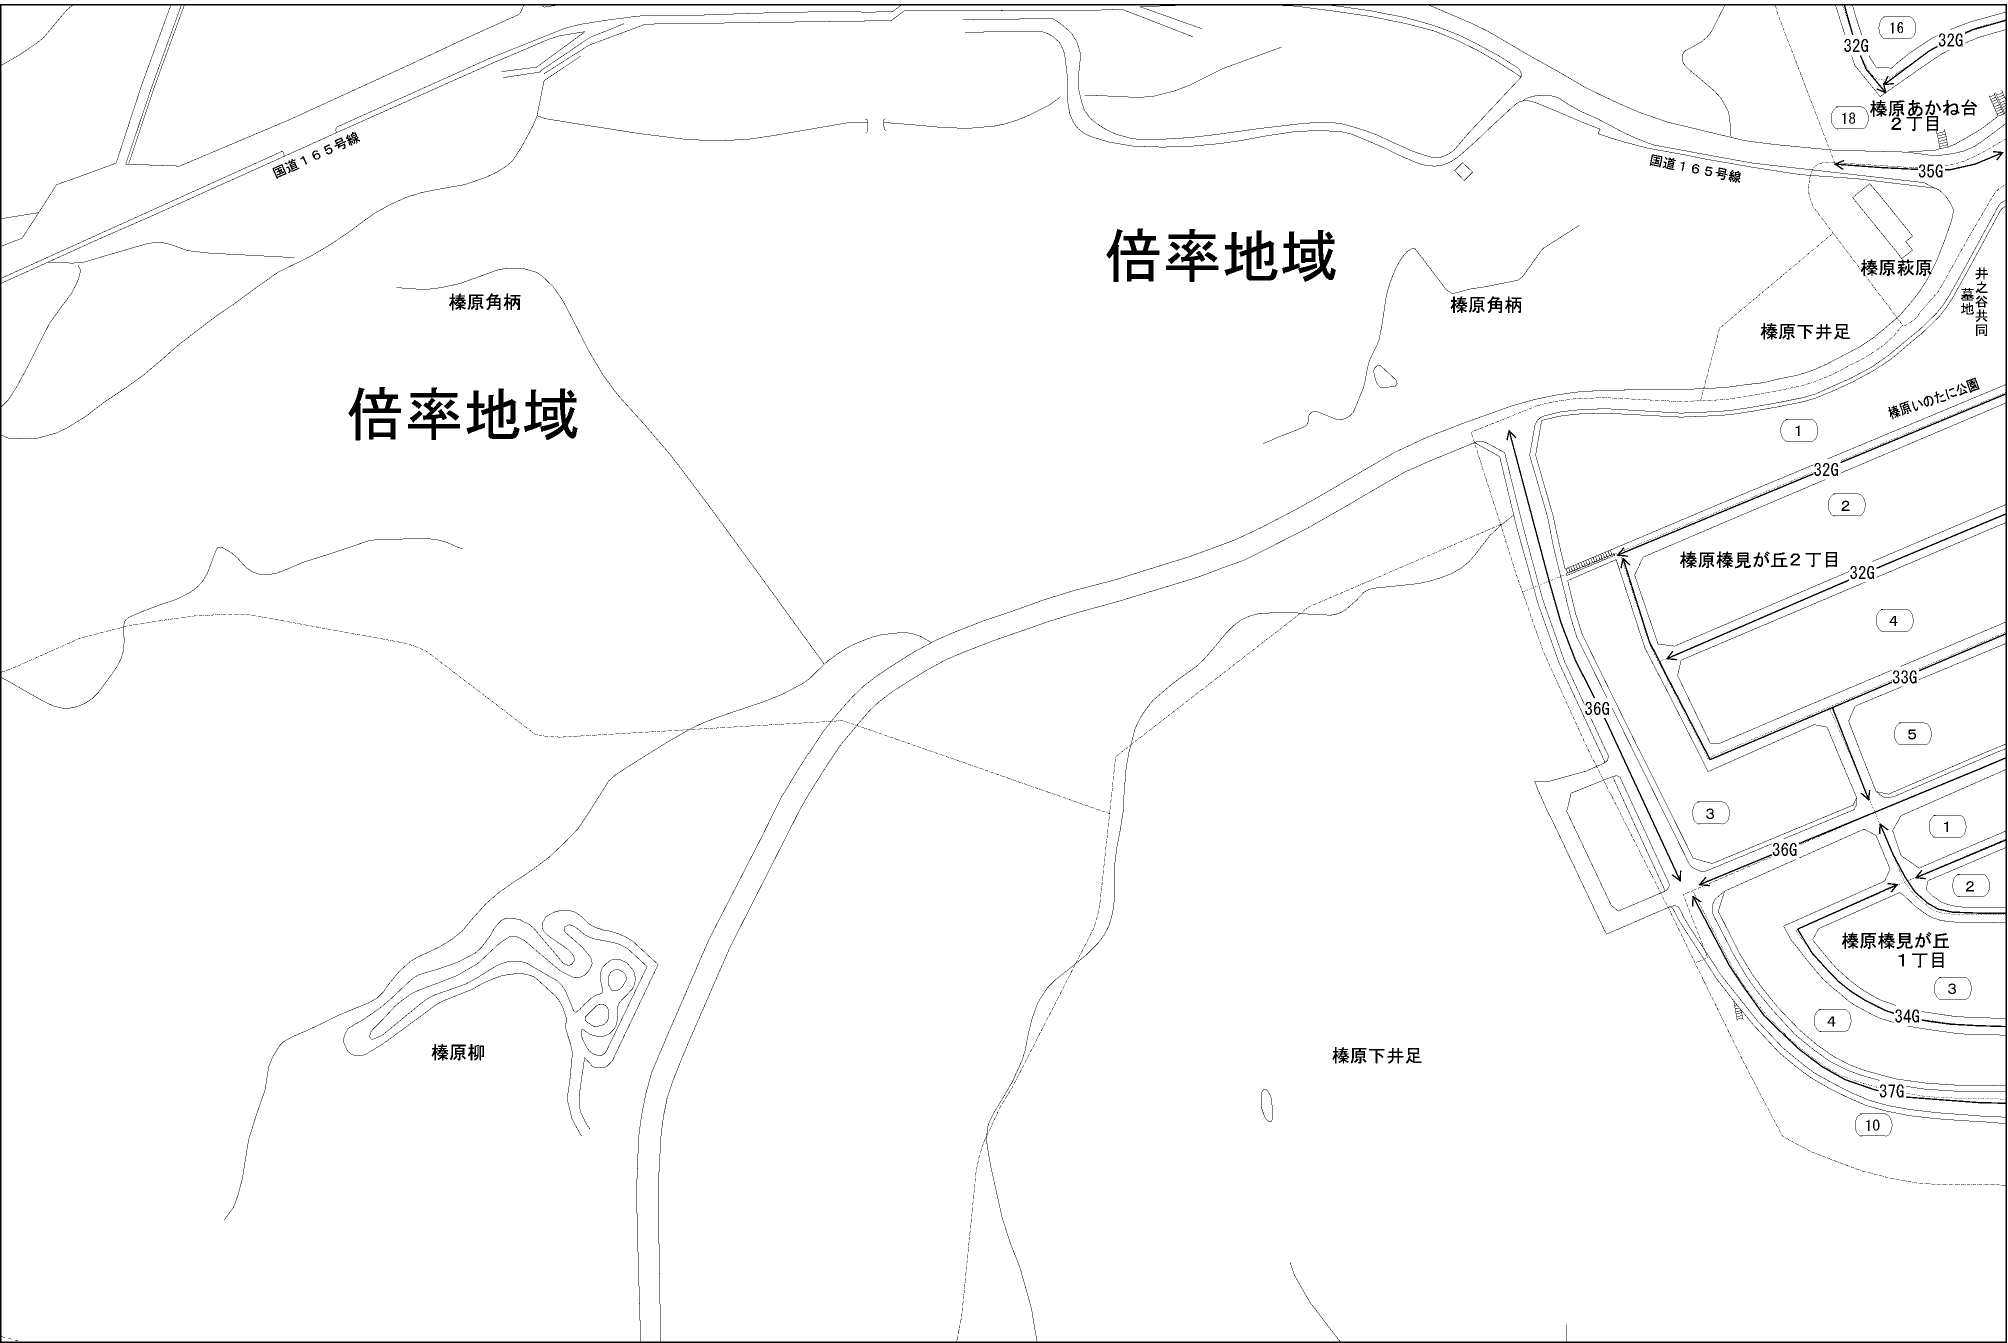 16
32G
32G
榛原あかね台
２丁目
18
国道１６５号線
国道１６５号線
35G
倍率地域
榛原萩原
井之谷共同
墓地
榛原角柄
榛原角柄
榛原下井足
倍率地域
榛原いのたに公園
1
32G
2
榛原榛見が丘２丁目
32G
4
33G
36G
5
3
1
36G
2
榛原榛見が丘
１丁目
3
34G
4
榛原柳
榛原下井足
37G
10